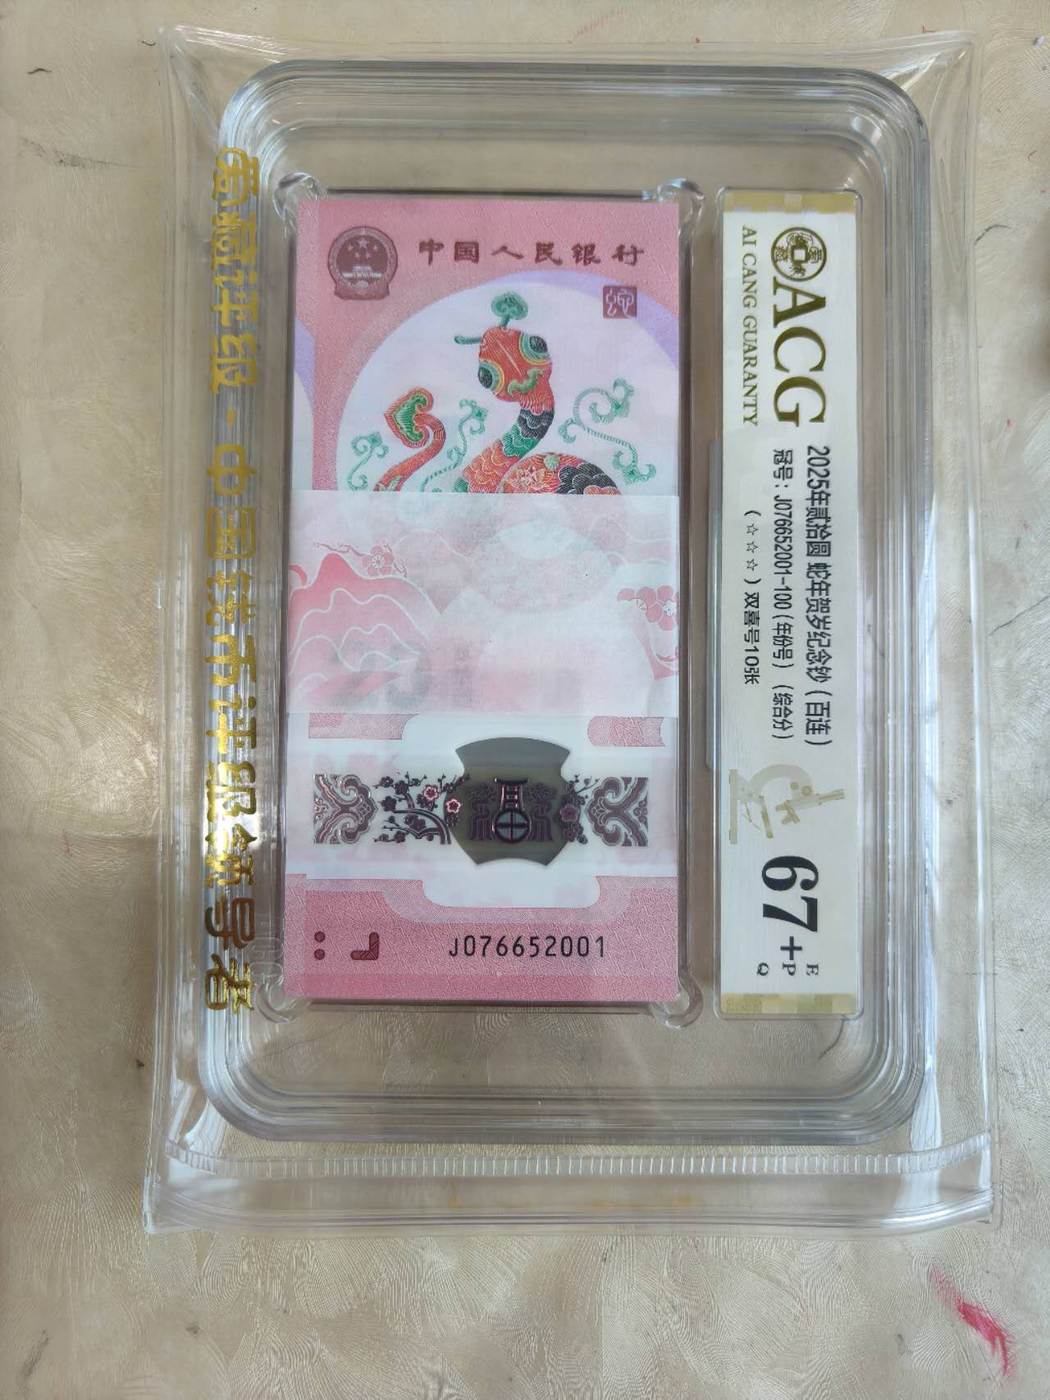 爱藏评级-中国钱币评级领导者
中国人民银行
J076652001
ACG
AI CANG GUARANTY
2025年贰拾圆 蛇年贺岁纪念钞（百连）
冠号：J076652001-100（年份号）（综合分）
（☆☆☆）双喜号10张
67+
E
P
Q